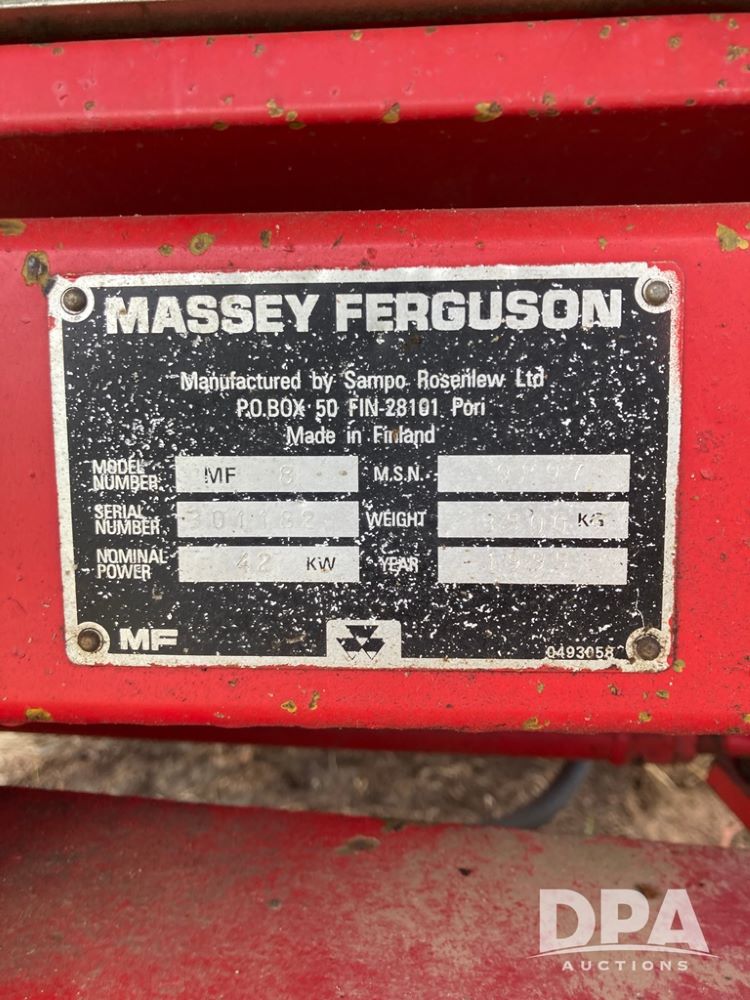 MASSEY FERGUSON
Manufactured by Sampo Rosenlew Ltd
P.O.BOX 50 FIN-28101 Pori
Made in Finland
MODEL NUMBER MF 8 M.S.N.
SERIAL NUMBER WEIGHT KG
NOMINAL POWER 42 KW YEAR
MF
0493058
DPA
AUCTIONS